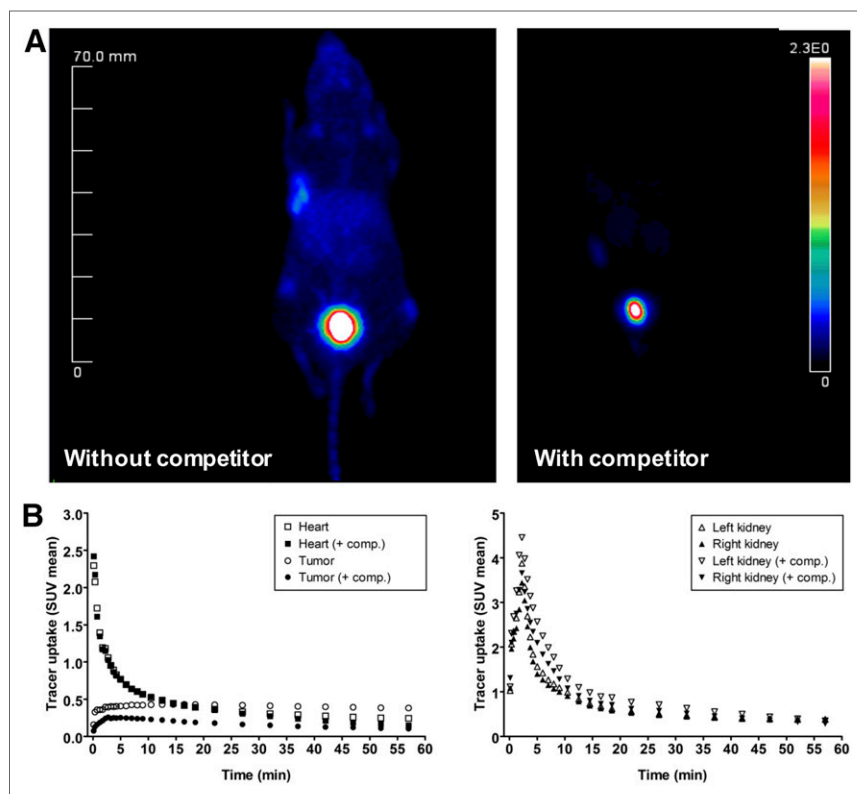 A
70.0 mm
0
Without competitor
2.3E0
0
With competitor
B
Tracer uptake (SUV mean)
3.0
2.5
2.0
1.5
1.0
0.5
0.0
Heart
Heart (+ comp.)
Tumor
Tumor (+ comp.)
0 5 10 15 20 25 30 35 40 45 50 55 60
Time (min)
Tracer uptake (SUV mean)
5
4
3
2
1
0
Left kidney
Right kidney
Left kidney (+ comp.)
Right kidney (+ comp.)
0 5 10 15 20 25 30 35 40 45 50 55 60
Time (min)